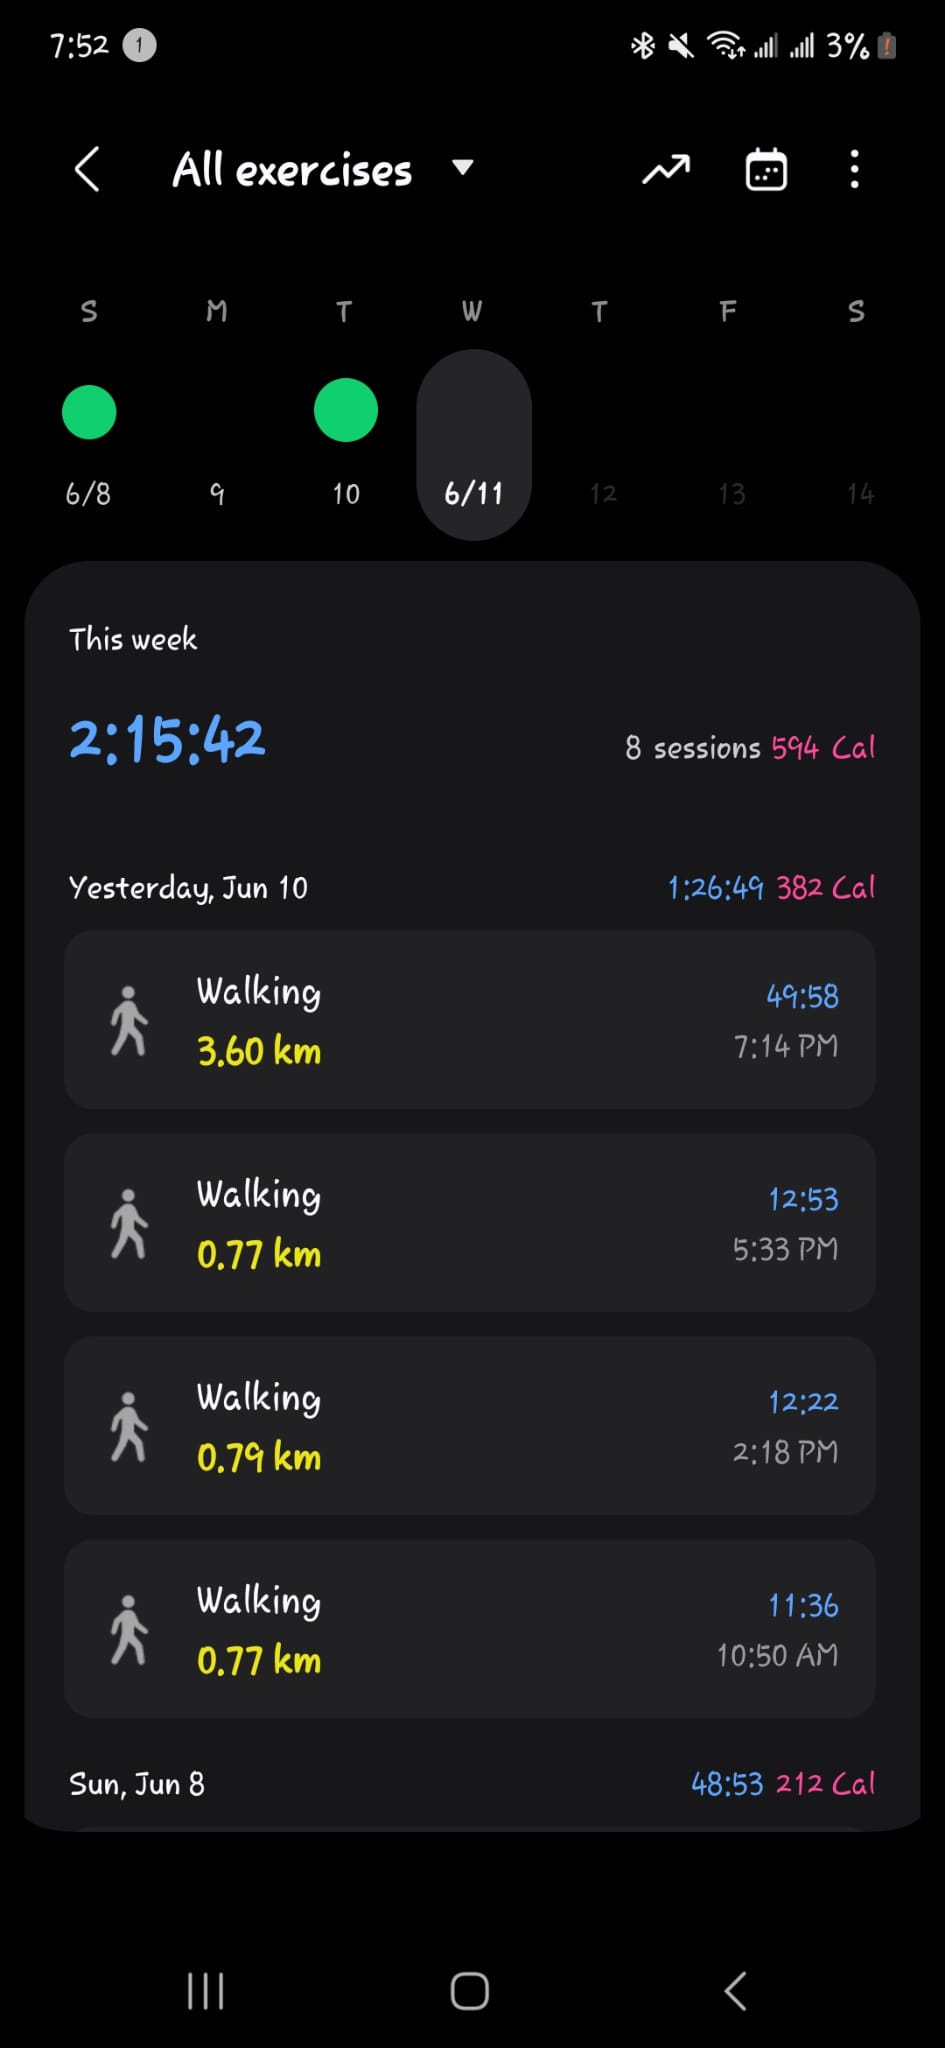 7:52 1 3%
All exercises
S M T W T F S
6/8 9 10 6/11 12 13 14
This week
2:15:42 8 sessions 594 Cal
Yesterday, Jun 10 1:26:49 382 Cal
Walking 49:58
3.60 km 7:14 PM
Walking 12:53
0.77 km 5:33 PM
Walking 12:22
0.79 km 2:18 PM
Walking 11:36
0.77 km 10:50 AM
Sun, Jun 8 48:53 212 Cal